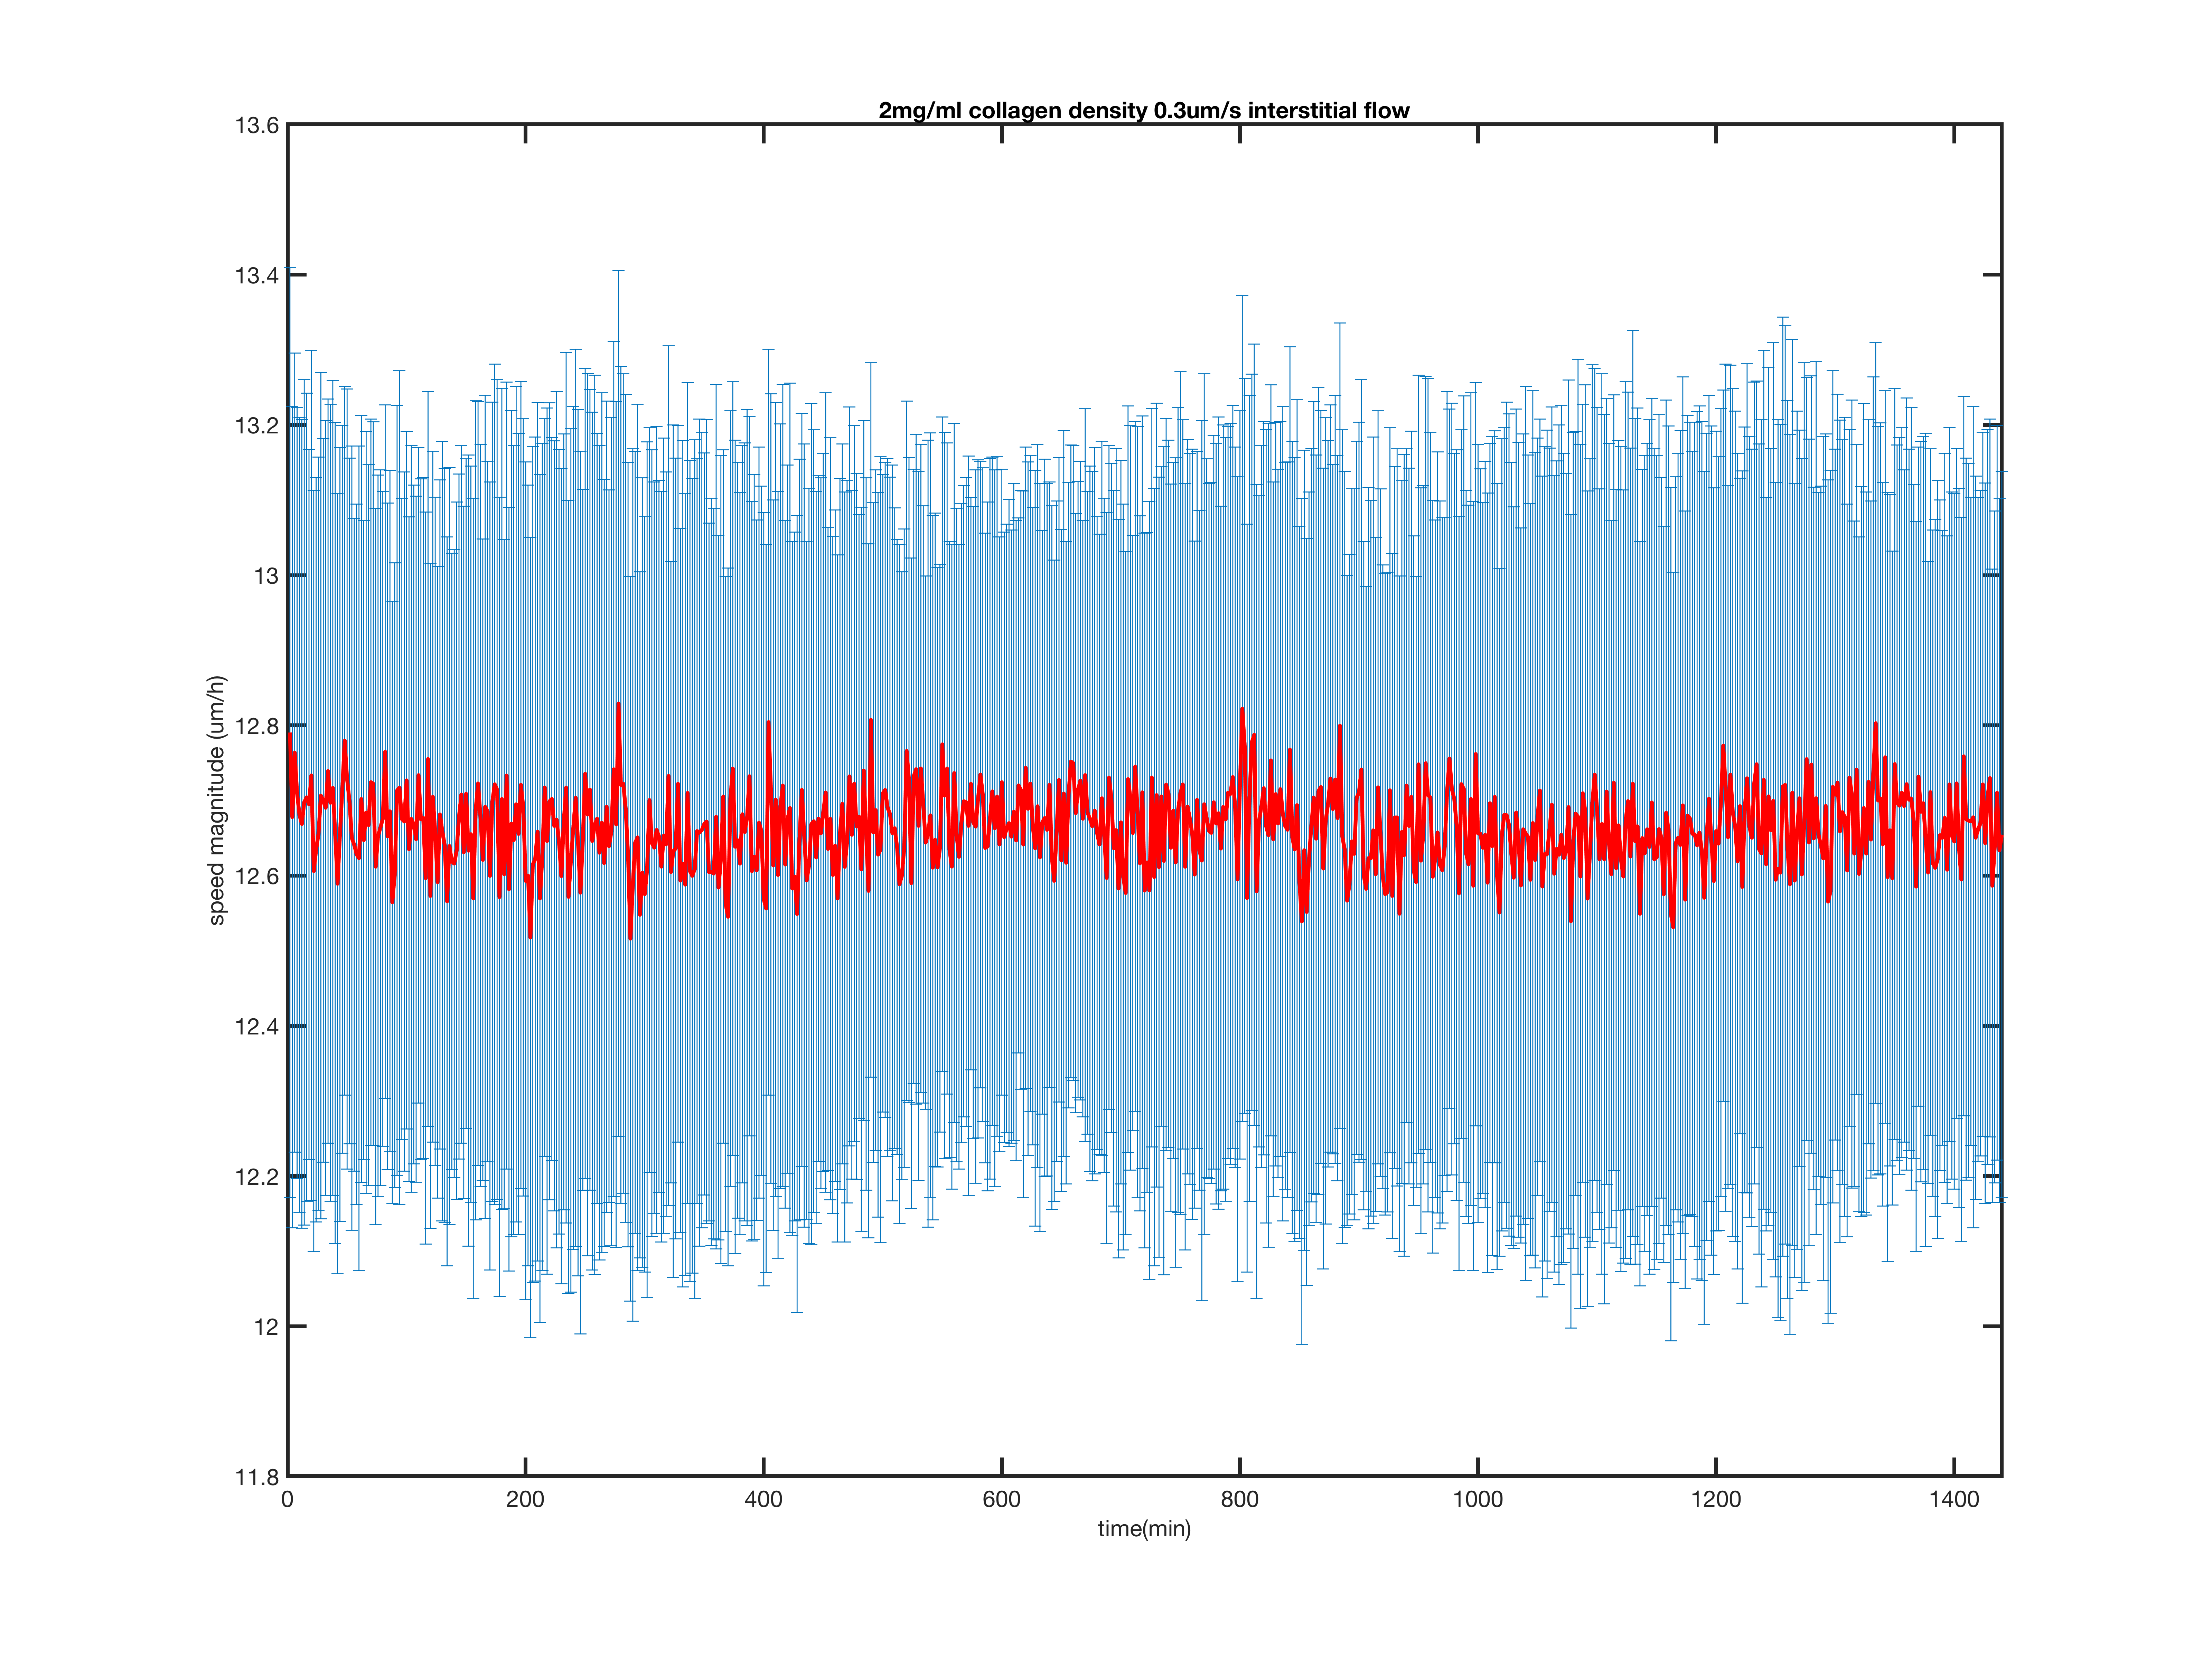 2mg/ml collagen density 0.3um/s interstitial flow
13.6
13.4
13.2
13
12.8
12.6
12.4
12.2
12
11.8
speed magnitude (um/h)
0 200 400 600 800 1000 1200 1400
time(min)